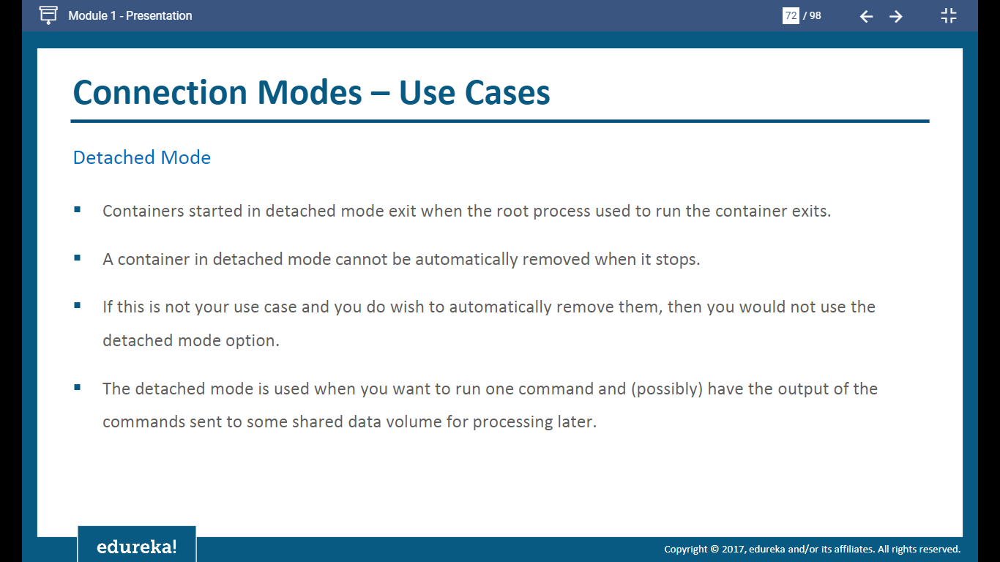 Module 1 - Presentation
72 / 98
Connection Modes – Use Cases
Detached Mode
▪ Containers started in detached mode exit when the root process used to run the container exits.
▪ A container in detached mode cannot be automatically removed when it stops.
▪ If this is not your use case and you do wish to automatically remove them, then you would not use the
detached mode option.
▪ The detached mode is used when you want to run one command and (possibly) have the output of the
commands sent to some shared data volume for processing later.
edureka!
Copyright © 2017, edureka and/or its affiliates. All rights reserved.